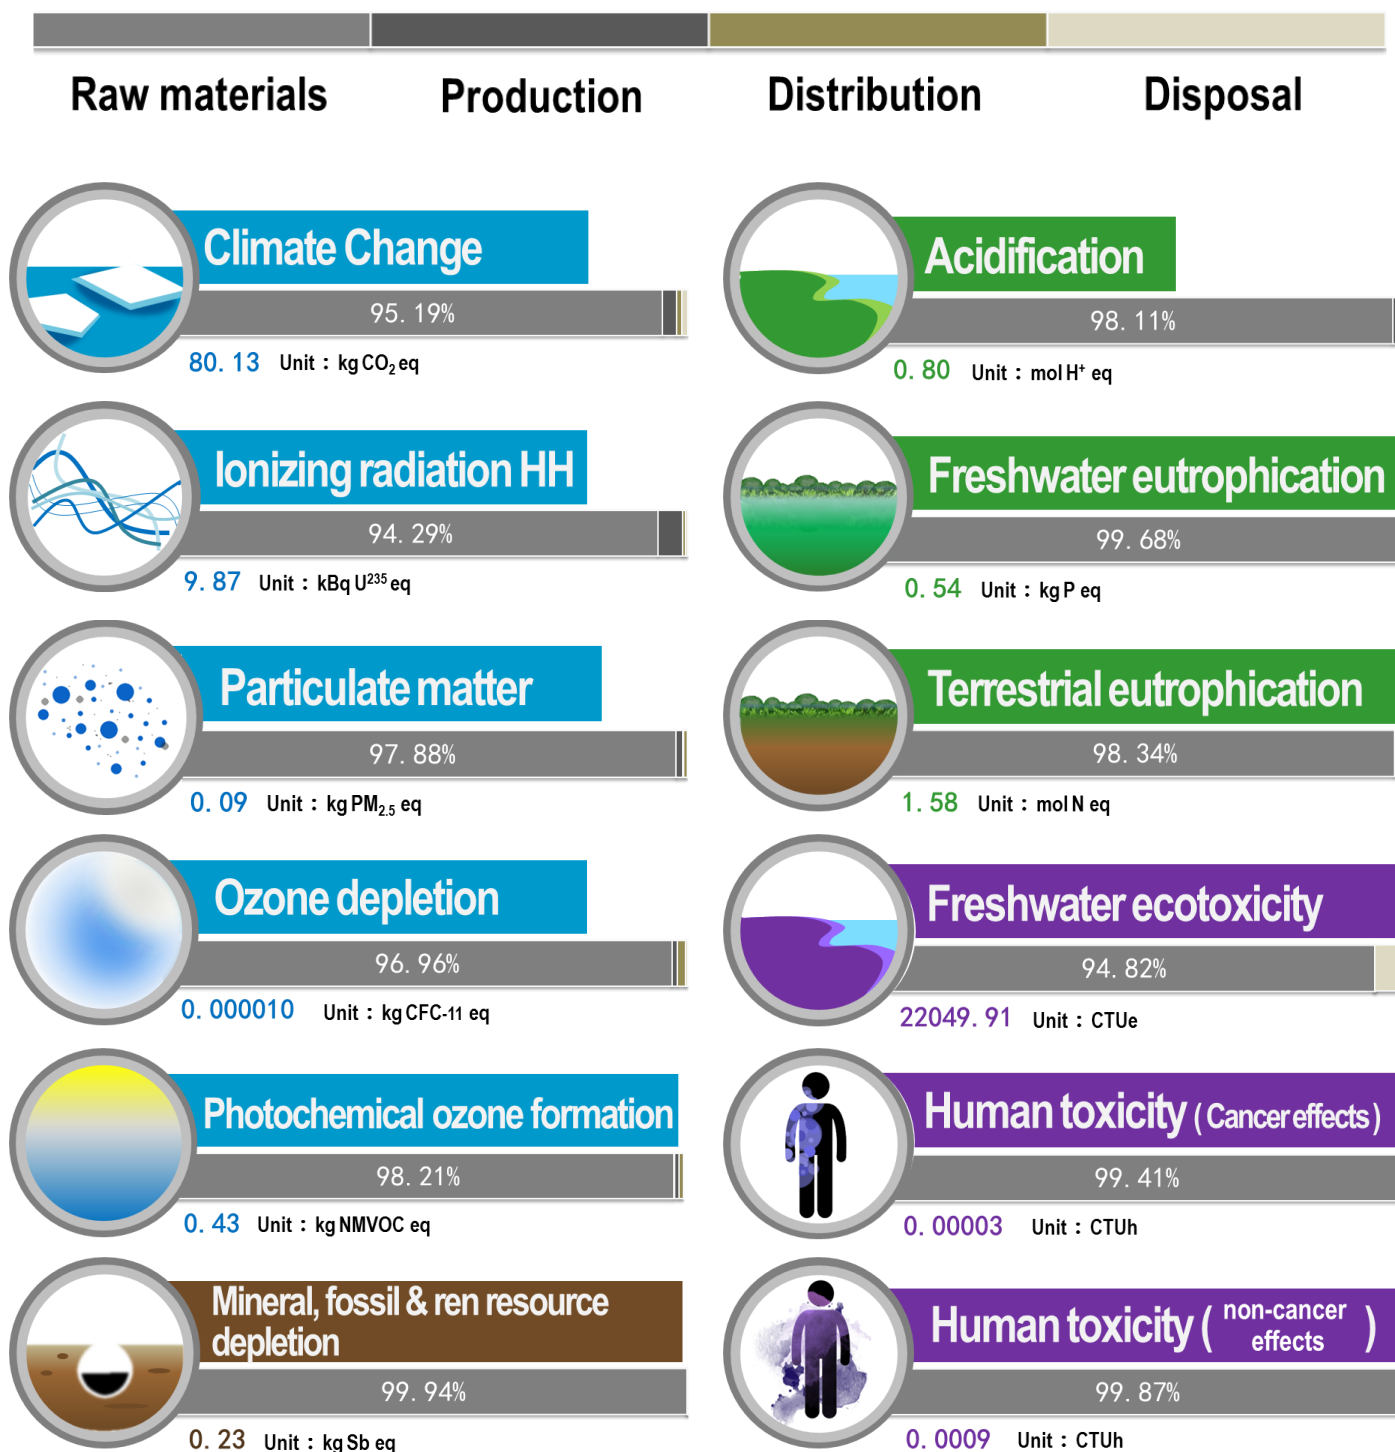 Raw materials
Production
Distribution
Disposal
Climate Change
95.19%
80.13 Unit : kg CO₂ eq
Ionizing radiation HH
94.29%
9.87 Unit : kBq U²³⁵ eq
Particulate matter
97.88%
0.09 Unit : kg PM₂.₅ eq
Ozone depletion
96.96%
0.000010 Unit : kg CFC-11 eq
Photochemical ozone formation
98.21%
0.43 Unit : kg NMVOC eq
Mineral, fossil & ren resource
depletion
99.94%
0.23 Unit : kg Sb eq
Acidification
98.11%
0.80 Unit : mol H⁺ eq
Freshwater eutrophication
99.68%
0.54 Unit : kg P eq
Terrestrial eutrophication
98.34%
1.58 Unit : mol N eq
Freshwater ecotoxicity
94.82%
22049.91 Unit : CTUe
Human toxicity ( Cancer effects )
99.41%
0.00003 Unit : CTUh
Human toxicity ( non-cancer
effects )
99.87%
0.0009 Unit : CTUh